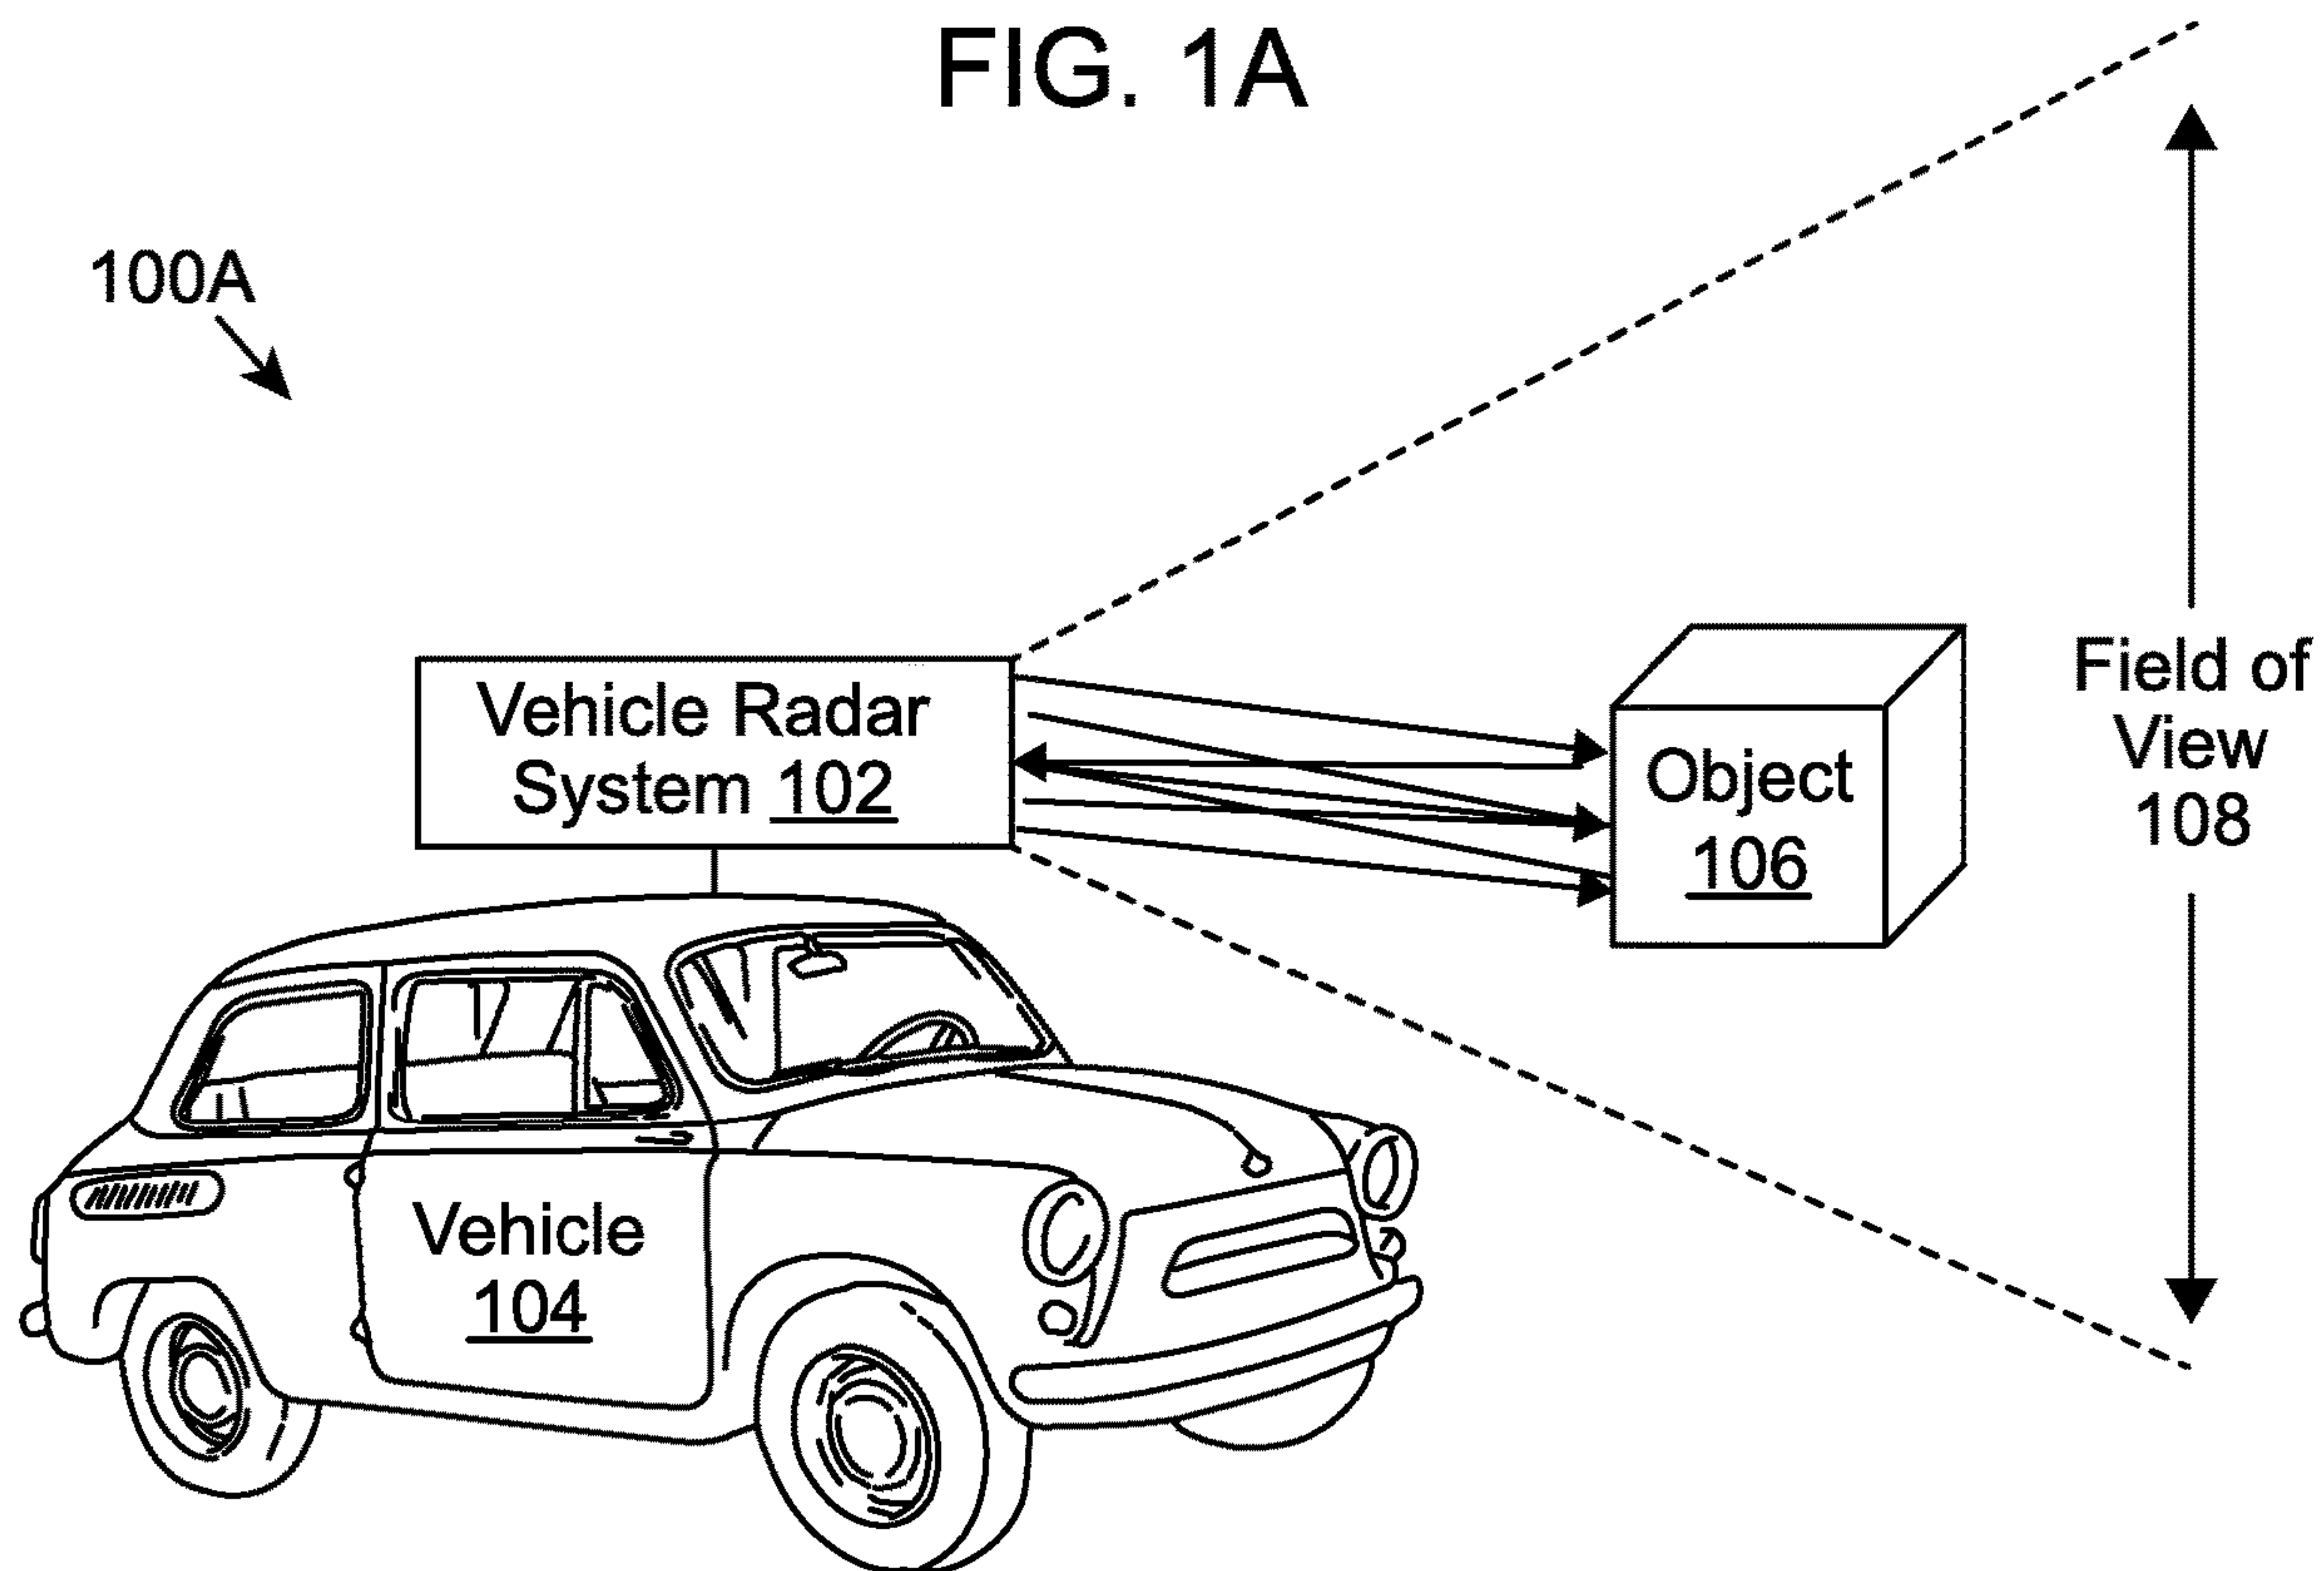 FIG. 1A
100A
Vehicle Radar
System 102
Object
106
Field of
View
108
Vehicle
104